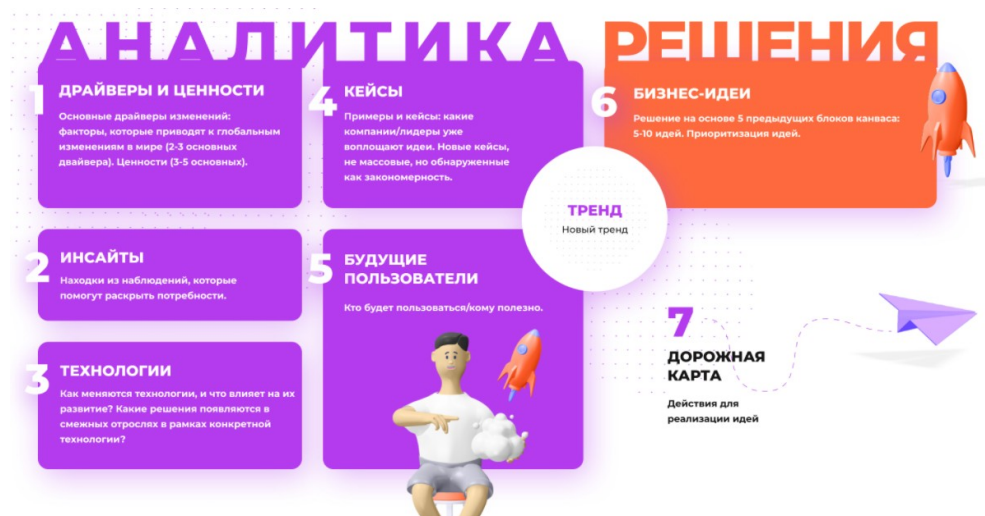 АНАЛИТИКА
РЕШЕНИЯ
1
ДРАЙВЕРЫ И ЦЕННОСТИ
Основные драйверы изменений:
факторы, которые приводят к глобальным
изменениям в мире (2-3 основных
двайвера). Ценности (3-5 основных).
2
ИНСАЙТЫ
Находки из наблюдений, которые
помогут раскрыть потребности.
3
ТЕХНОЛОГИИ
Как меняются технологии, и что влияет на их
развитие? Какие решения появляются в
смежных отрослях в рамках конкретной
технологии?
4
КЕЙСЫ
Примеры и кейсы: какие
компании/лидеры уже
воплощают идеи. Новые кейсы,
не массовые, но обнаруженные
как закономерность.
5
БУДУЩИЕ
ПОЛЬЗОВАТЕЛИ
Кто будет пользоваться/кому полезно.
ТРЕНД
Новый тренд
6
БИЗНЕС-ИДЕИ
Решение на основе 5 предыдущих блоков канваса:
5-10 идей. Приоритизация идей.
7
ДОРОЖНАЯ
КАРТА
Действия для
реализации идей